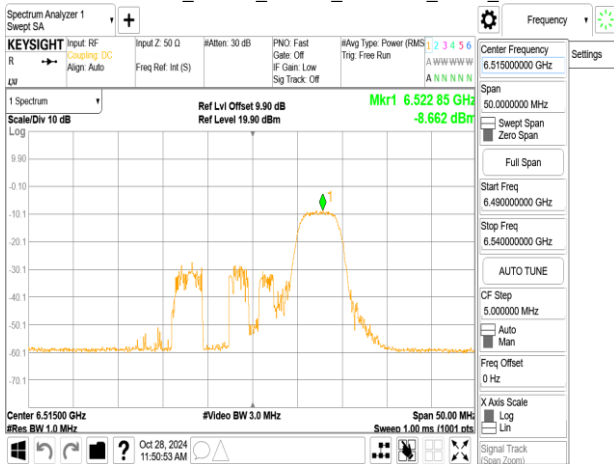 Spectrum Analyzer 1
Swept SA
Frequency
KEYSIGHT
R
LXI
Input: RF
Coupling: DC
Align: Auto
Input Z: 50 Ω
Freq Ref: Int (S)
#Atten: 30 dB
PNO: Fast
Gate: Off
IF Gain: Low
Sig Track: Off
#Avg Type: Power (RMS
Trig: Free Run
1 2 3 4 5 6
A W W W W W
A N N N N N
1 Spectrum
Scale/Div 10 dB
Ref Lvl Offset 9.90 dB
Ref Level 19.90 dBm
Mkr1 6.522 85 GHz
-8.662 dBm
Log
9.90
-0.10
-10.1
-20.1
-30.1
-40.1
-50.1
-60.1
-70.1
1
Center 6.51500 GHz
#Res BW 1.0 MHz
#Video BW 3.0 MHz
Span 50.00 MHz
Sweep 1.00 ms (1001 pts
Oct 28, 2024
11:50:53 AM
?
Settings
Center Frequency
6.515000000 GHz
Span
50.0000000 MHz
Swept Span
Zero Span
Full Span
Start Freq
6.490000000 GHz
Stop Freq
6.540000000 GHz
AUTO TUNE
CF Step
5.000000 MHz
Auto
Man
Freq Offset
0 Hz
X Axis Scale
Log
Lin
Signal Track
(Span Zoom)